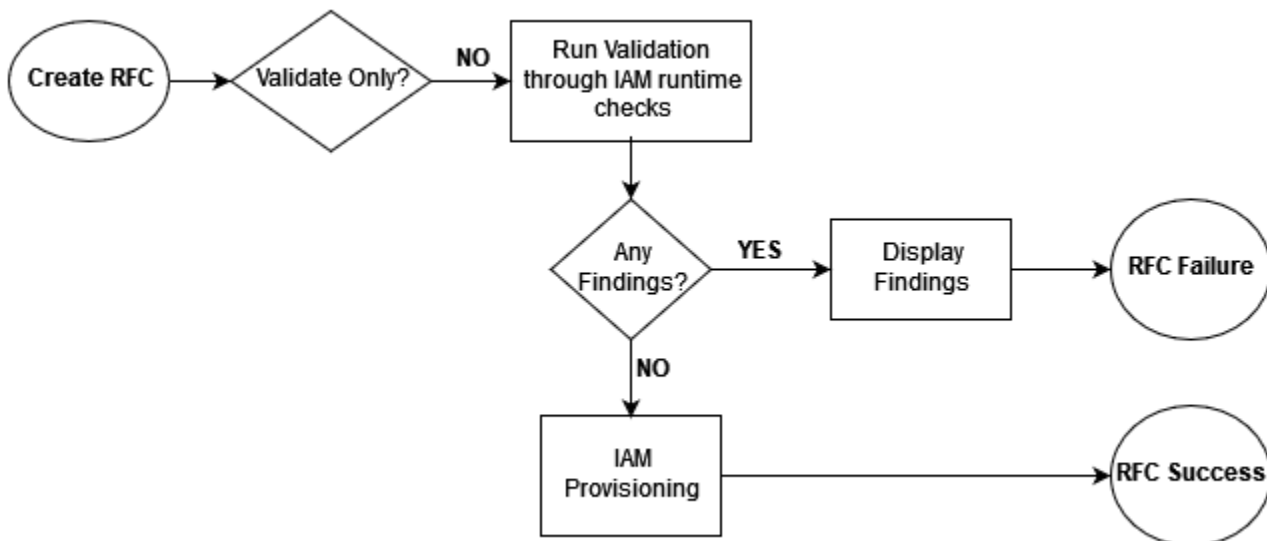 Create RFC
Validate Only?
NO
Run Validation
through IAM runtime
checks
Any
Findings?
YES
Display
Findings
RFC Failure
NO
IAM
Provisioning
RFC Success